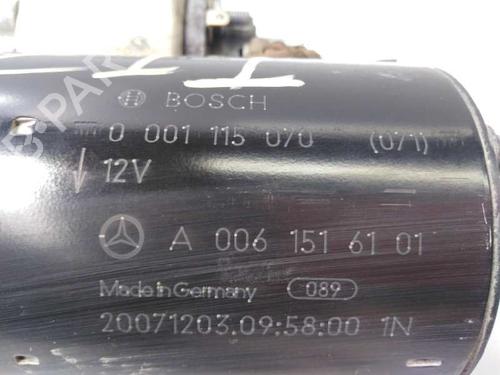 BOSCH
0 001 115 070 (071)
12V
A 006 151 61 01
Made in Germany 089
20071203.09:58:00 1N